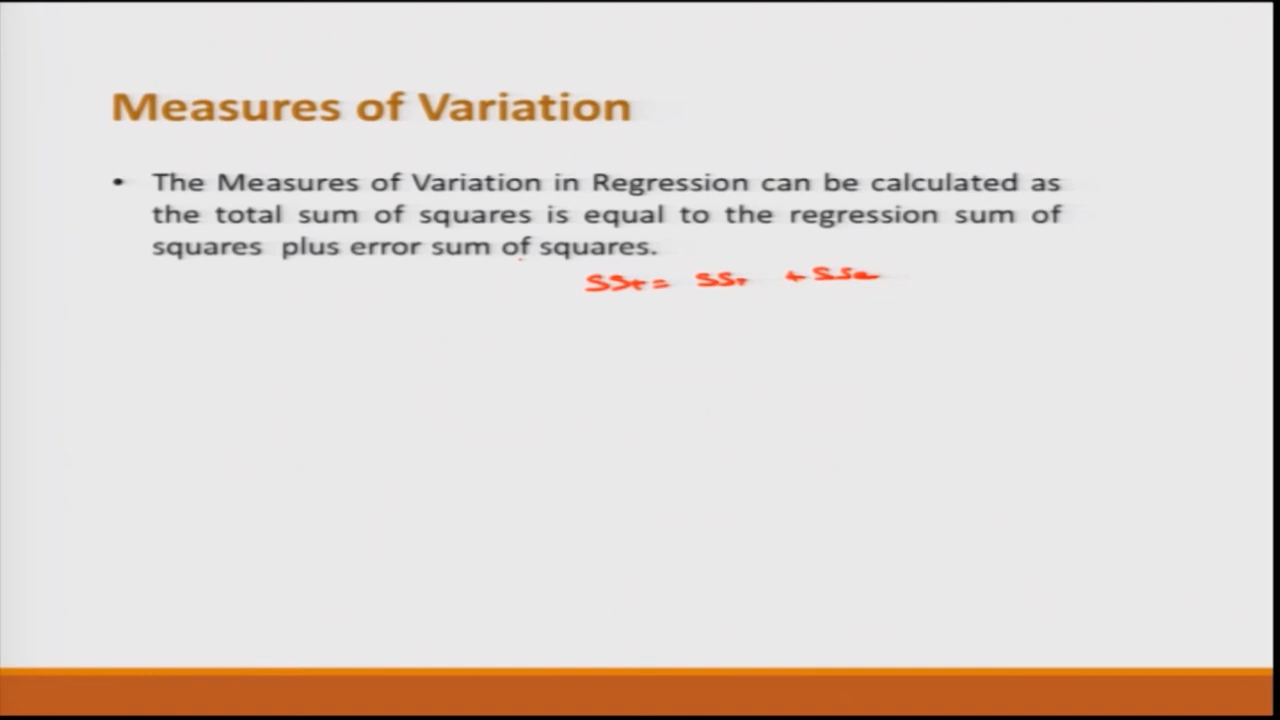 Measures of Variation
• The Measures of Variation in Regression can be calculated as
the total sum of squares is equal to the regression sum of
squares plus error sum of squares.
SSt = SSr + SSe